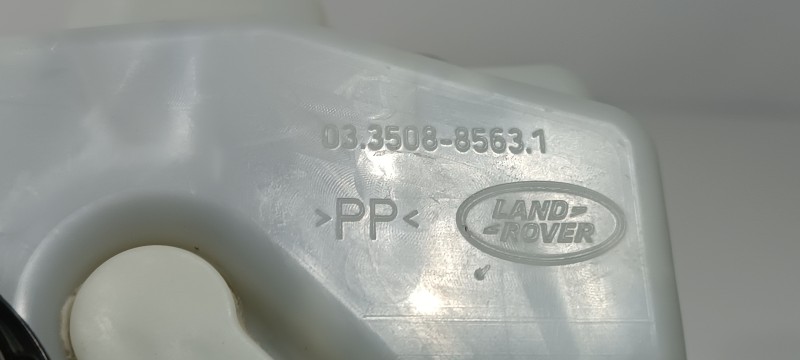 03.3508-8563.1
>PP<
LAND-
-ROVER